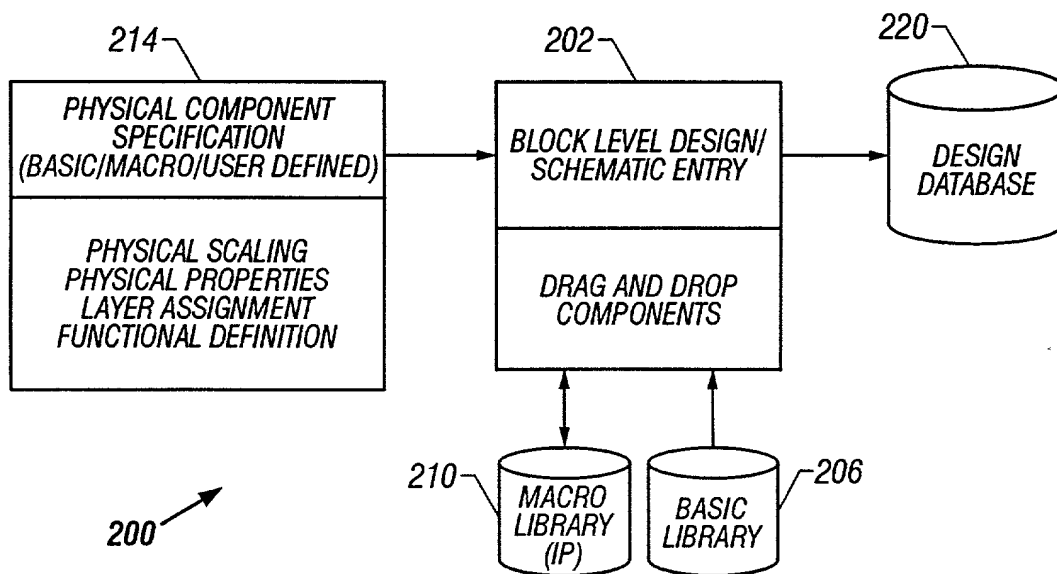 214
PHYSICAL COMPONENT
SPECIFICATION
(BASIC/MACRO/USER DEFINED)
PHYSICAL SCALING
PHYSICAL PROPERTIES
LAYER ASSIGNMENT
FUNCTIONAL DEFINITION
202
BLOCK LEVEL DESIGN/
SCHEMATIC ENTRY
DRAG AND DROP
COMPONENTS
220
DESIGN
DATABASE
210
MACRO
LIBRARY
(IP)
BASIC
LIBRARY
206
200